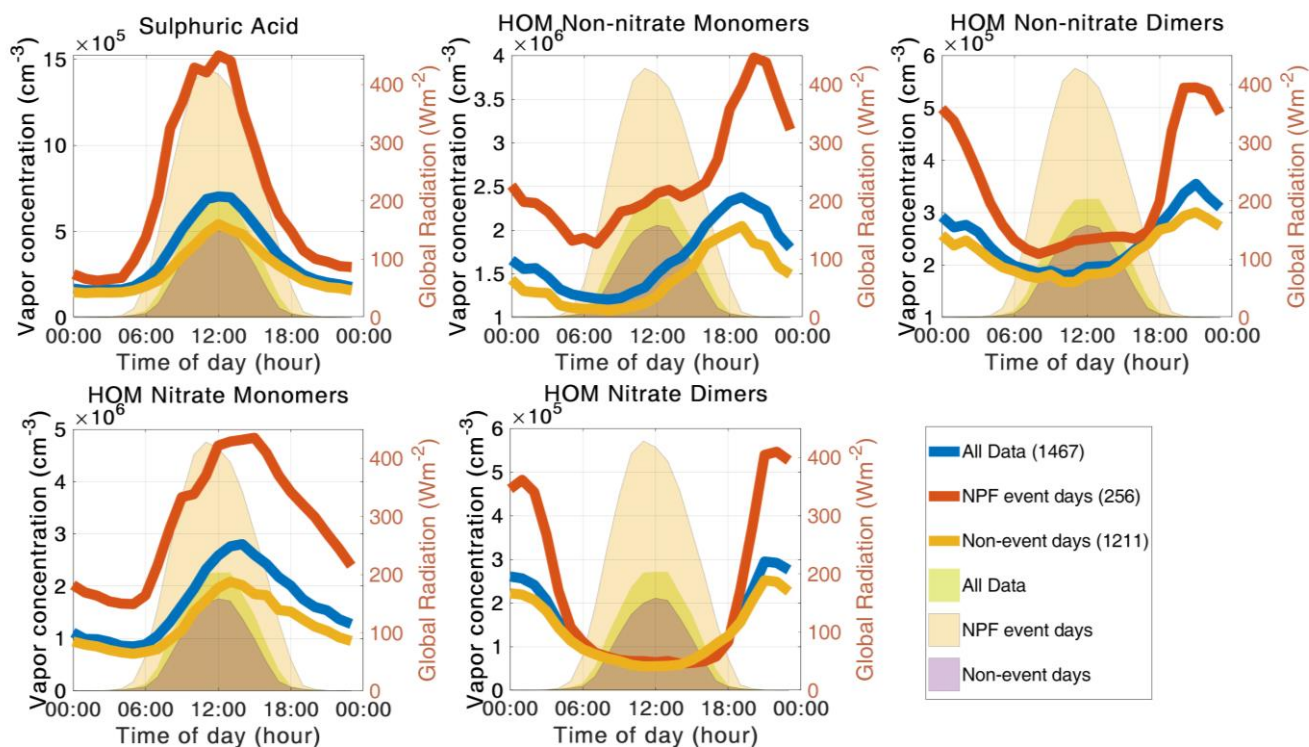 Sulphuric Acid
×10⁵
Vapor concentration (cm⁻³)
15
10
5
0
400
300
200
100
0
Global Radiation (Wm⁻²)
00:00 06:00 12:00 18:00 00:00
Time of day (hour)
HOM Non-nitrate Monomers
×10⁶
Vapor concentration (cm⁻³)
4
3.5
3
2.5
2
1.5
1
400
300
200
100
0
Global Radiation (Wm⁻²)
00:00 06:00 12:00 18:00 00:00
Time of day (hour)
HOM Non-nitrate Dimers
×10⁵
Vapor concentration (cm⁻³)
6
5
4
3
2
1
400
300
200
100
0
Global Radiation (Wm⁻²)
00:00 06:00 12:00 18:00 00:00
Time of day (hour)
HOM Nitrate Monomers
×10⁶
Vapor concentration (cm⁻³)
5
4
3
2
1
0
400
300
200
100
0
Global Radiation (Wm⁻²)
00:00 06:00 12:00 18:00 00:00
Time of day (hour)
HOM Nitrate Dimers
×10⁵
Vapor concentration (cm⁻³)
6
5
4
3
2
1
0
400
300
200
100
0
Global Radiation (Wm⁻²)
00:00 06:00 12:00 18:00 00:00
Time of day (hour)
All Data (1467)
NPF event days (256)
Non-event days (1211)
All Data
NPF event days
Non-event days